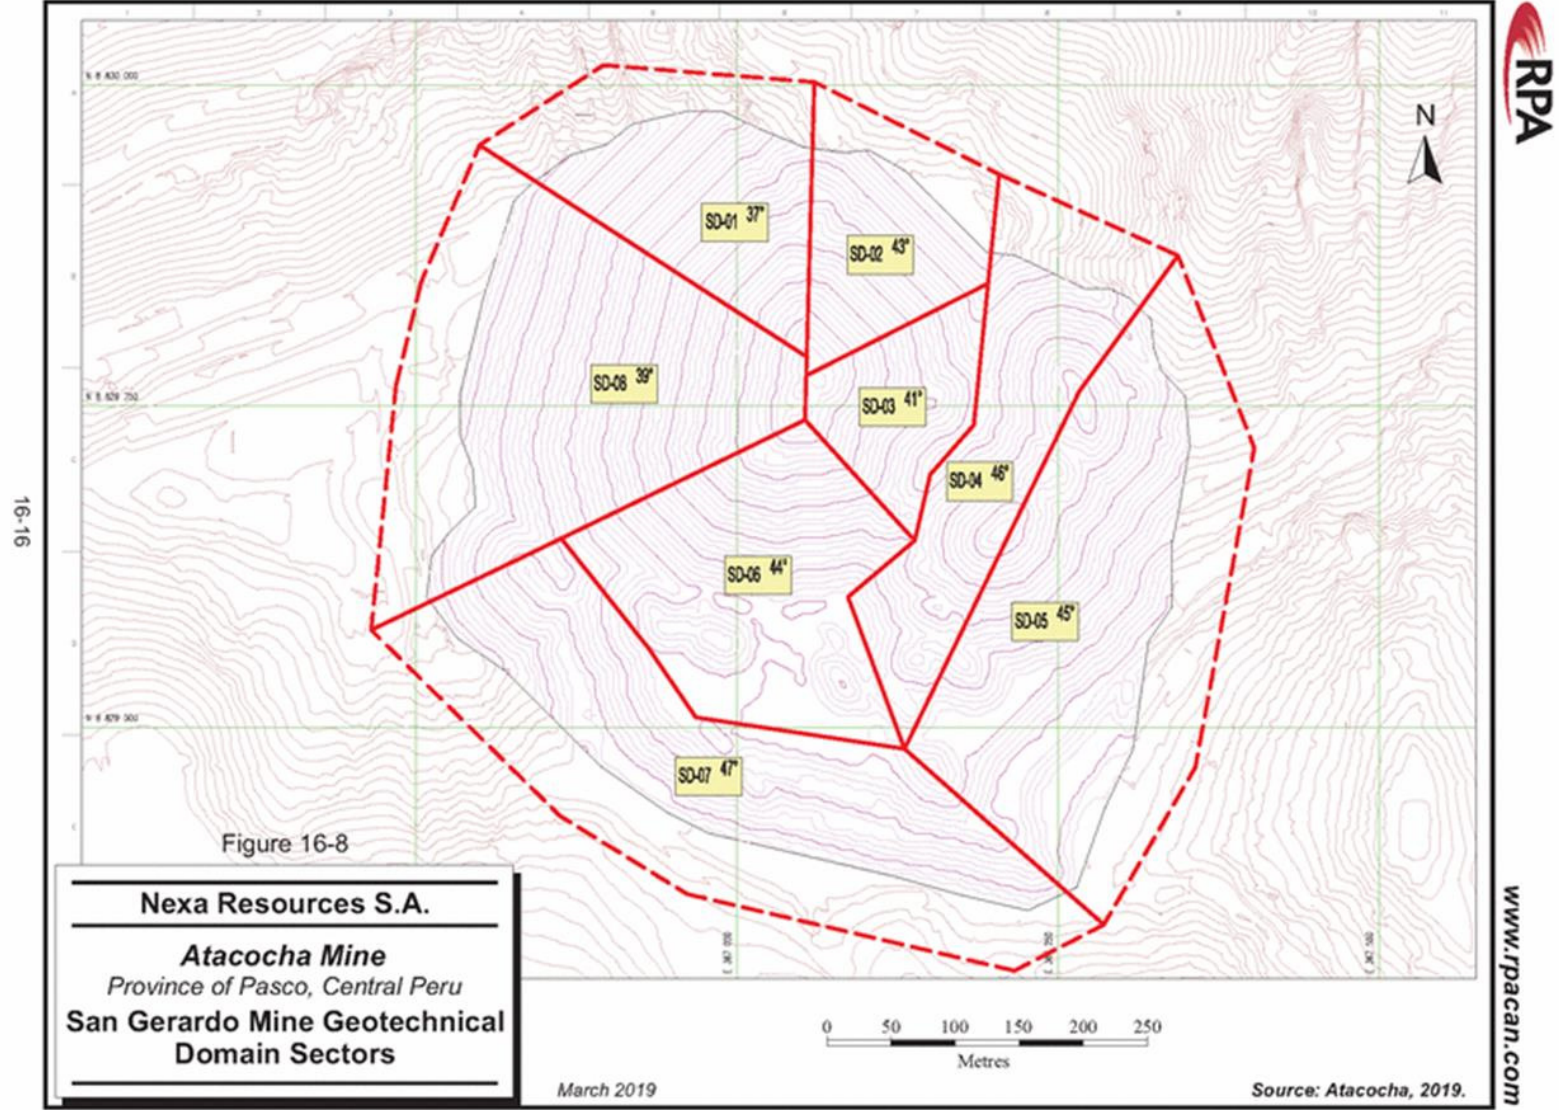 N 8 830 000
RPA
N
SD-01 37°
SD-02 43°
SD-08 39°
SD-03 41°
SD-04 46°
16-16
SD-06 44°
SD-05 45°
SD-07 47°
Figure 16-8
Nexa Resources S.A.
Atacocha Mine
Province of Pasco, Central Peru
San Gerardo Mine Geotechnical
Domain Sectors
0 50 100 150 200 250
Metres
March 2019
Source: Atacocha, 2019.
www.rpacan.com